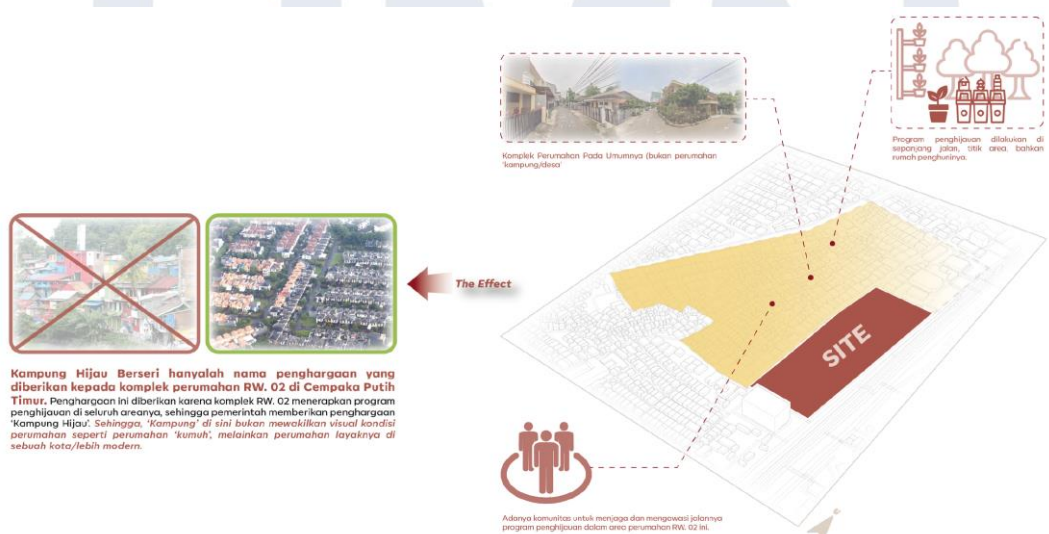 Komplek Perumahan Pada Umumnya (bukan perumahan
'kampung/desa'
Program penghijauan dilakukan di
sepanjang jalan, titik area, bahkan
rumah penghuninya.
The Effect
SITE
Kampung Hijau Berseri hanyalah nama penghargaan yang
diberikan kepada komplek perumahan RW. 02 di Cempaka Putih
Timur. Penghargaan ini diberikan karena komplek RW. 02 menerapkan program
penghijauan di seluruh areanya, sehingga pemerintah memberikan penghargaan
'Kampung Hijau'. Sehingga, 'Kampung' di sini bukan mewakilkan visual kondisi
perumahan seperti perumahan 'kumuh', melainkan perumahan layaknya di
sebuah kota/lebih modern.
Adanya komunitas untuk menjaga dan mengawasi jalannya
program penghijauan dalam area perumahan RW. 02 ini.